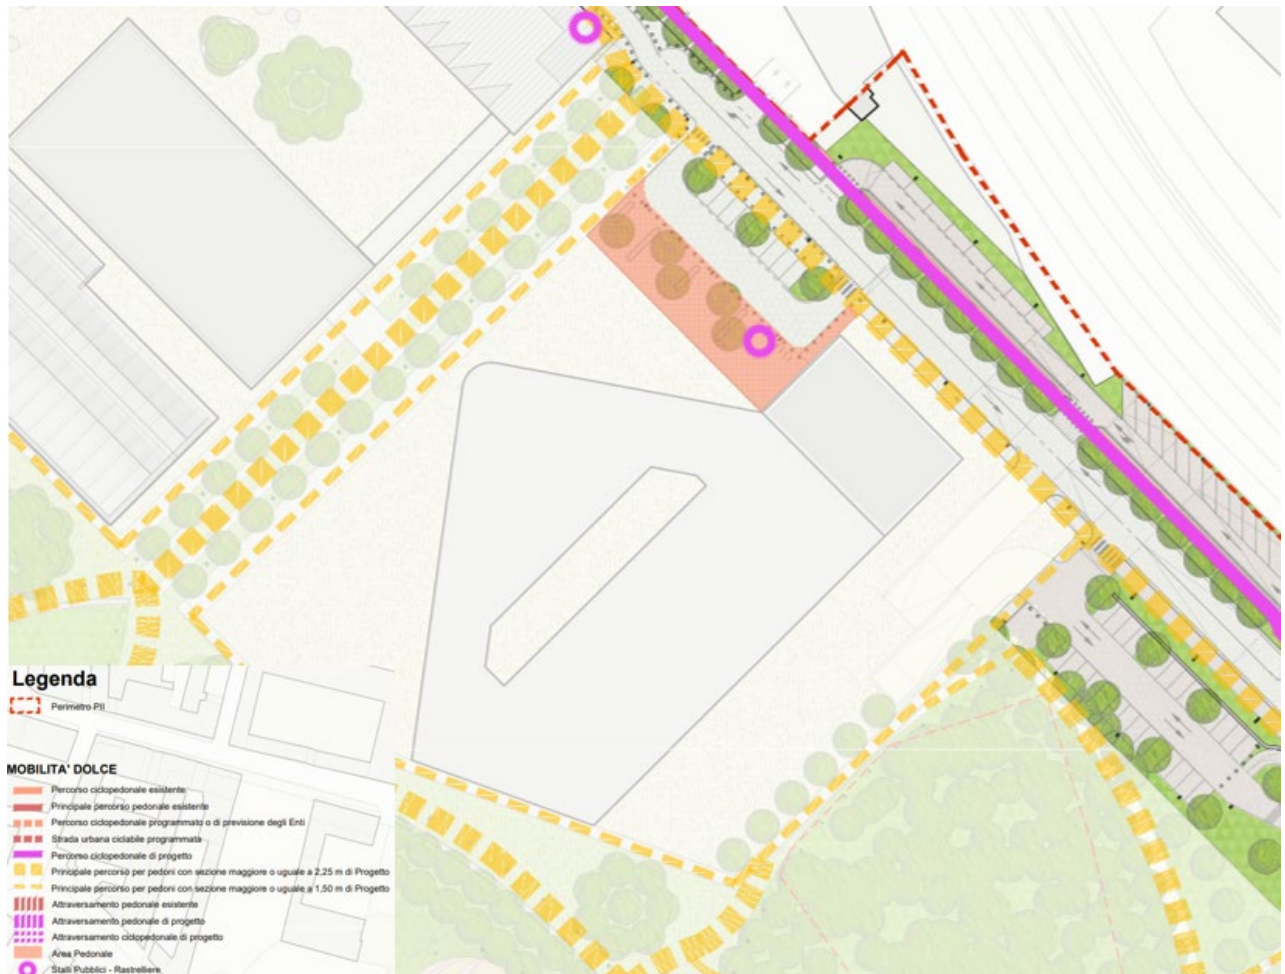 Legenda
Perimetro PII
MOBILITA' DOLCE
Percorso ciclopedonale esistente
Principale percorso pedonale esistente
Percorso ciclopedonale programmato o di previsione degli Enti
Strada urbana ciclabile programmata
Percorso ciclopedonale di progetto
Principale percorso per pedoni con sezione maggiore o uguale a 2,25 m di Progetto
Principale percorso per pedoni con sezione maggiore o uguale a 1,50 m di Progetto
Attraversamento pedonale esistente
Attraversamento pedonale di progetto
Attraversamento ciclopedonale di progetto
Area Pedonale
Stalli Pubblici - Rastrelliere